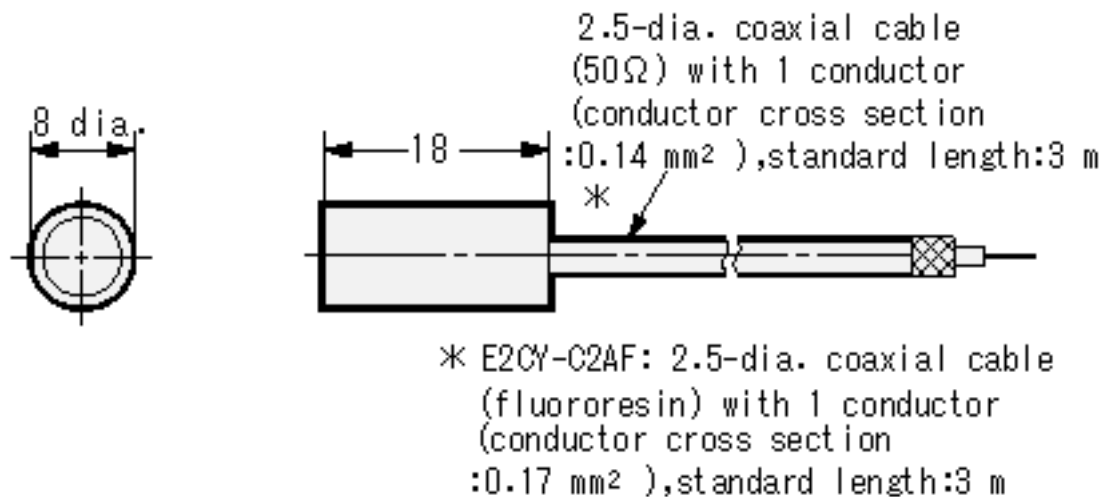 2.5-dia. coaxial cable
(50Ω) with 1 conductor
(conductor cross section
:0.14 mm² ),standard length:3 m
8 dia.
18
*
* E2CY-C2AF: 2.5-dia. coaxial cable
(fluororesin) with 1 conductor
(conductor cross section
:0.17 mm² ),standard length:3 m